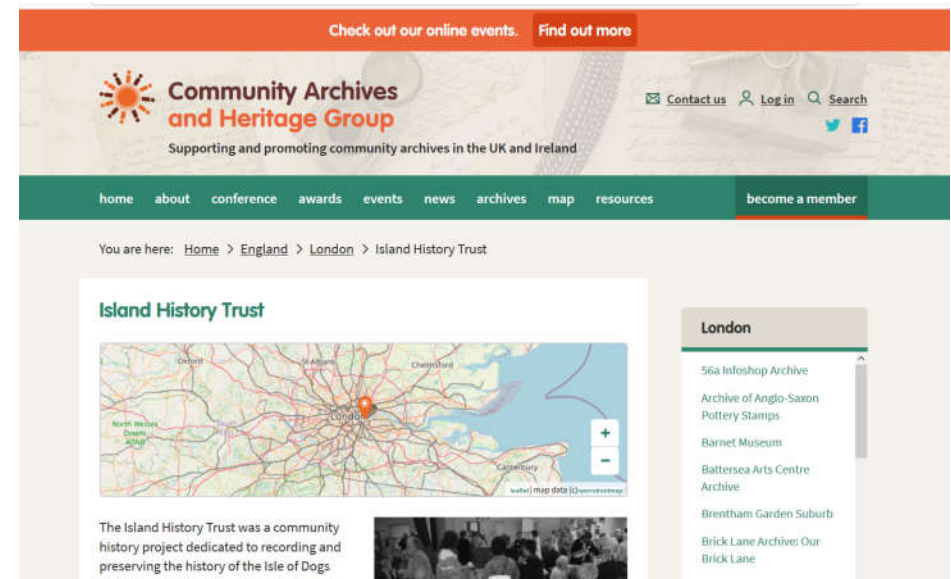 Check out our online events. Find out more
Community Archives
and Heritage Group
Supporting and promoting community archives in the UK and Ireland
Contact us Log in Search
home about conference awards events news archives map resources become a member
You are here: Home > England > London > Island History Trust
Island History Trust
Oxford
St Albans
Chelmsford
London
North Wessex
Downs
AONB
Canterbury
+
−
leaflet | map data (c) openstreetmap
The Island History Trust was a community
history project dedicated to recording and
preserving the history of the Isle of Dogs
London
56a Infoshop Archive
Archive of Anglo-Saxon
Pottery Stamps
Barnet Museum
Battersea Arts Centre
Archive
Brentham Garden Suburb
Brick Lane Archive: Our
Brick Lane